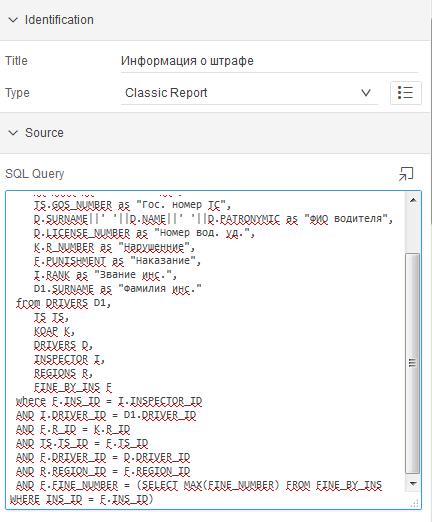 Identification
Title
Информация о штрафе
Type
Classic Report
Source
SQL Query
TS.GOS_NUMBER as "Гос. номер ТС",
D.SURNAME||' '||D.NAME||' '||D.PATRONYMIC as "ФИО водителя",
D.LICENSE_NUMBER as "Номер вод. уд.",
K.R_NUMBER as "Нарушенние",
F.PUNISHMENT as "Наказание",
I.RANK as "Звание инс.",
D1.SURNAME as "Фамилия инс."
from DRIVERS D1,
TS TS,
KOAP K,
DRIVERS D,
INSPECTOR I,
REGIONS R,
FINE_BY_INS F
where F.INS_ID = I.INSPECTOR_ID
AND I.DRIVER_ID = D1.DRIVER_ID
AND F.R_ID = K.R_ID
AND TS.TS_ID = F.TS_ID
AND F.DRIVER_ID = D.DRIVER_ID
AND R.REGION_ID = F.REGION_ID
AND F.FINE_NUMBER = (SELECT MAX(FINE_NUMBER) FROM FINE_BY_INS
WHERE INS_ID = F.INS_ID)